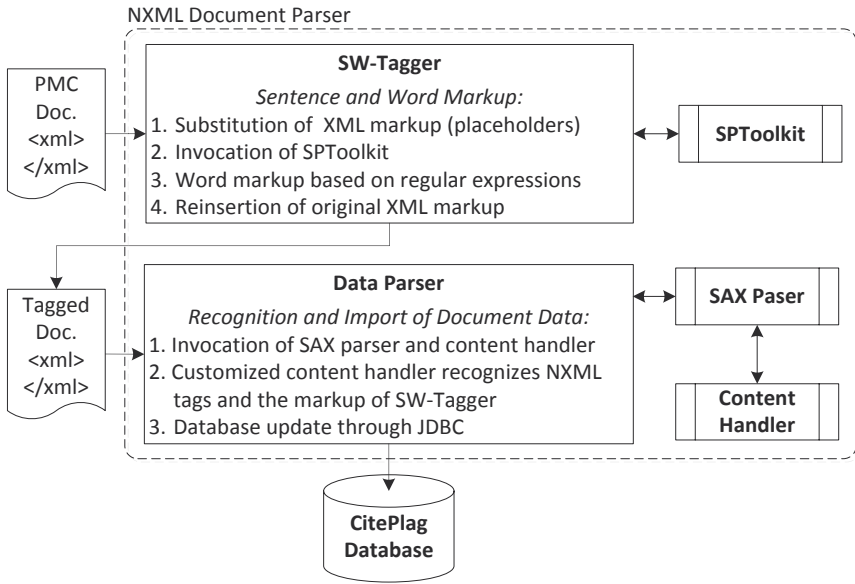 NXML Document Parser
PMC
Doc.
<xml>
</xml>
SW-Tagger
Sentence and Word Markup:
1. Substitution of XML markup (placeholders)
2. Invocation of SPToolkit
3. Word markup based on regular expressions
4. Reinsertion of original XML markup
SPToolkit
Tagged
Doc.
<xml>
</xml>
Data Parser
Recognition and Import of Document Data:
1. Invocation of SAX parser and content handler
2. Customized content handler recognizes NXML
tags and the markup of SW-Tagger
3. Database update through JDBC
SAX Paser
Content
Handler
CitePlag
Database